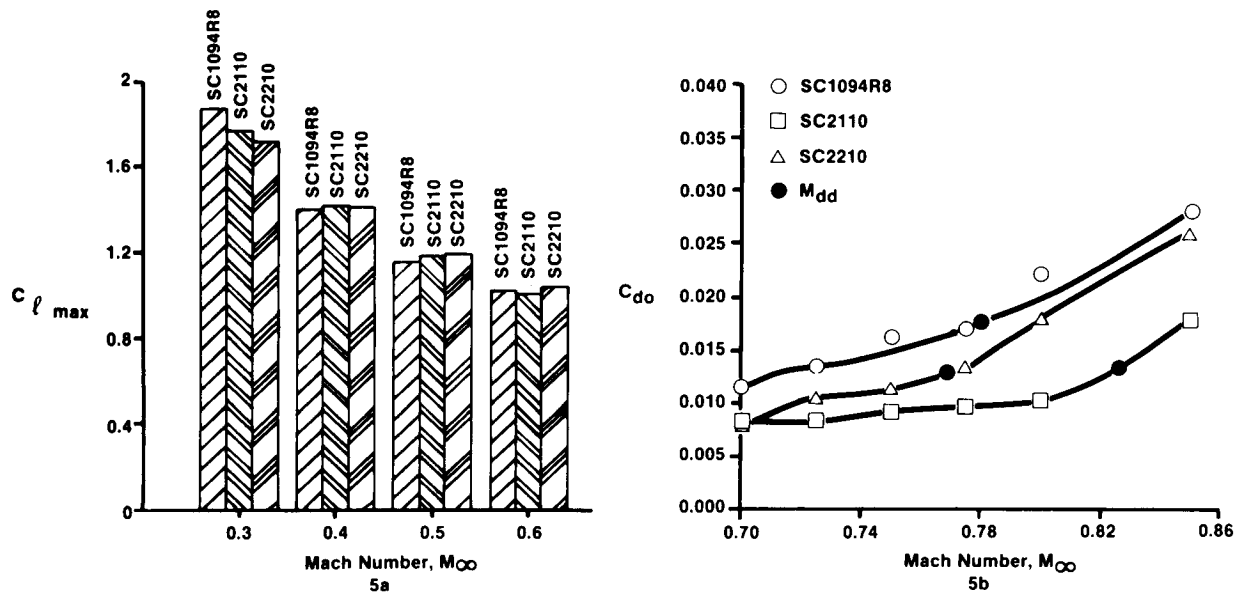 SC1094R8
SC2110
SC2210
SC1094R8
SC2110
SC2210
SC1094R8
SC2110
SC2210
SC1094R8
SC2110
SC2210
2
1.6
1.2
0.8
0.4
0
C ℓ max
0.3 0.4 0.5 0.6
Mach Number, M∞
5a
0.040
0.035
0.030
0.025
0.020
0.015
0.010
0.005
0.000
Cdo
SC1094R8
SC2110
SC2210
Mdd
0.70 0.74 0.78 0.82 0.86
Mach Number, M∞
5b